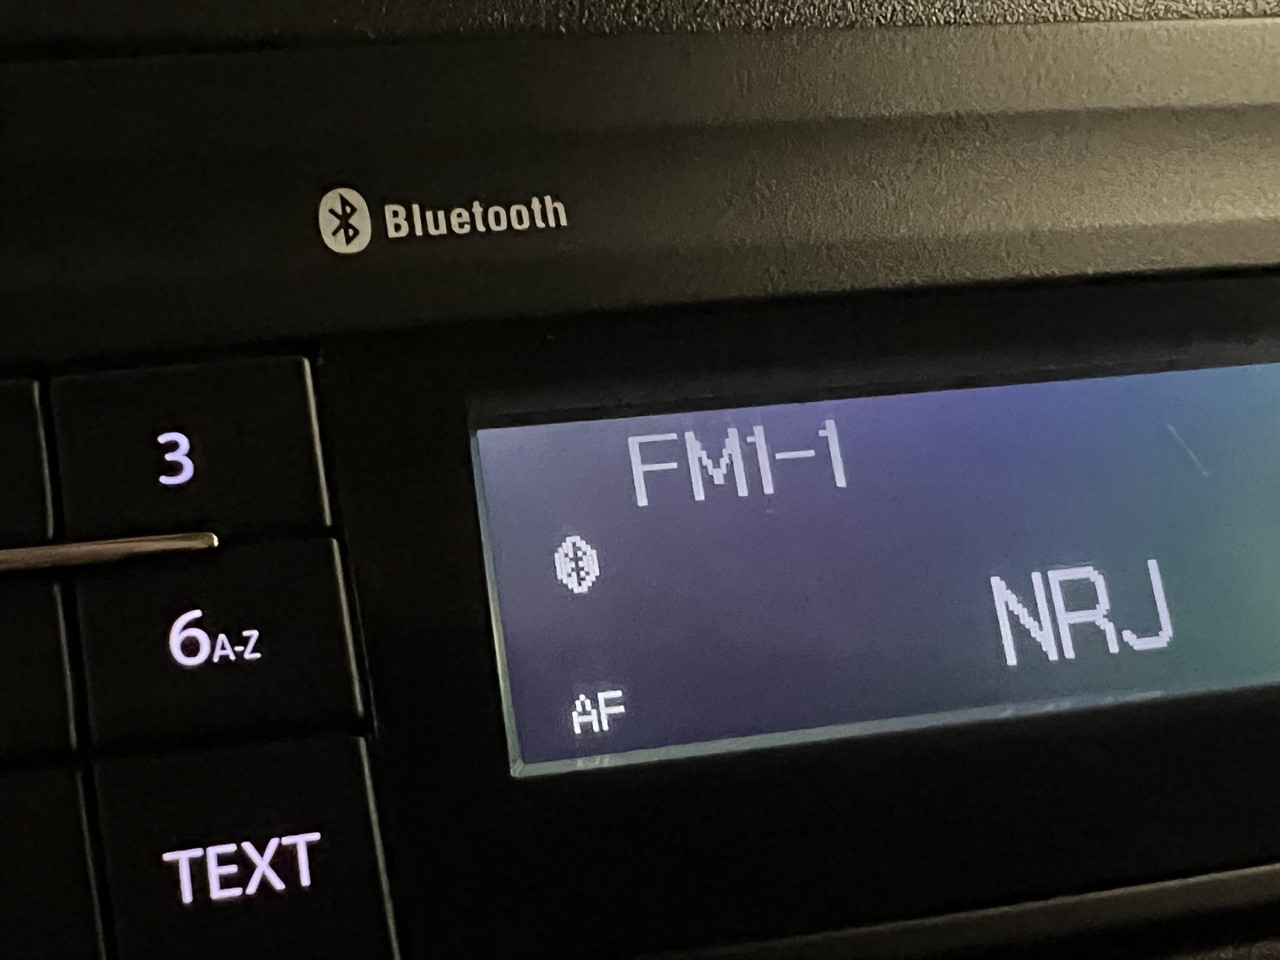 Bluetooth
3
FM1-1
6A-Z
NRJ
AF
TEXT